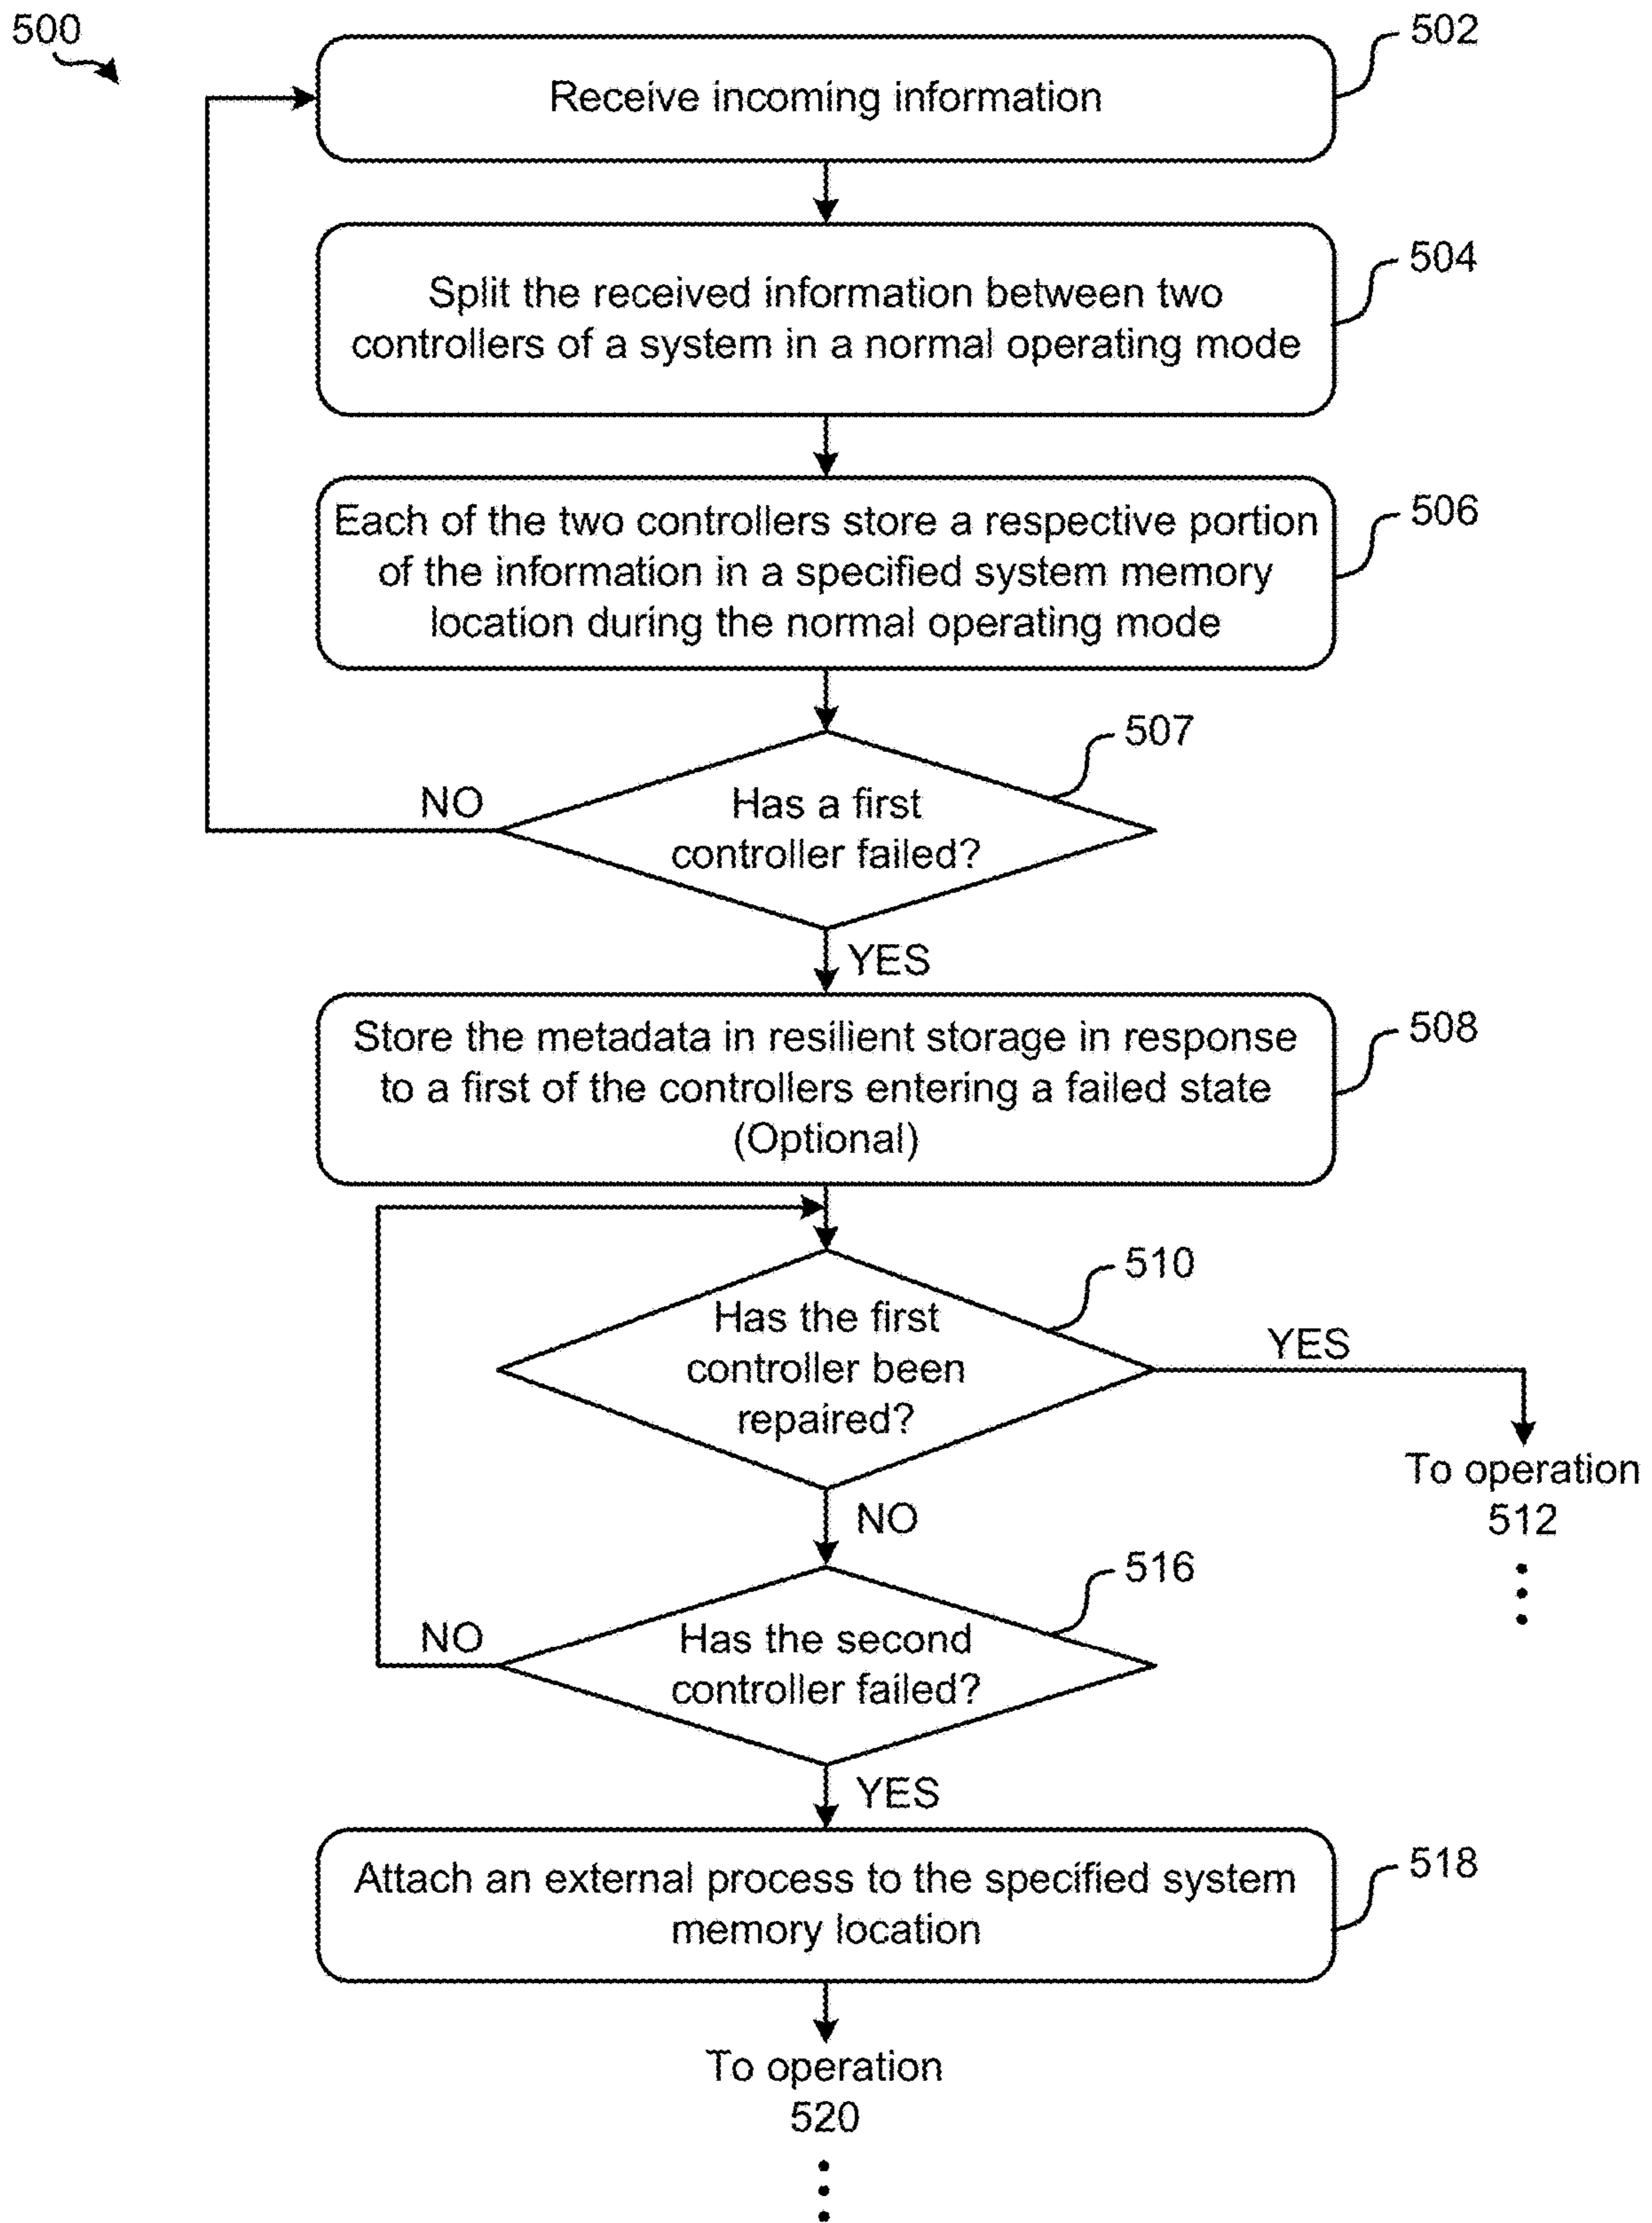 500
502
Receive incoming information
504
Split the received information between two
controllers of a system in a normal operating mode
506
Each of the two controllers store a respective portion
of the information in a specified system memory
location during the normal operating mode
507
NO
Has a first
controller failed?
YES
508
Store the metadata in resilient storage in response
to a first of the controllers entering a failed state
(Optional)
510
Has the first
controller been
repaired?
YES
To operation
512
NO
516
NO
Has the second
controller failed?
YES
518
Attach an external process to the specified system
memory location
To operation
520